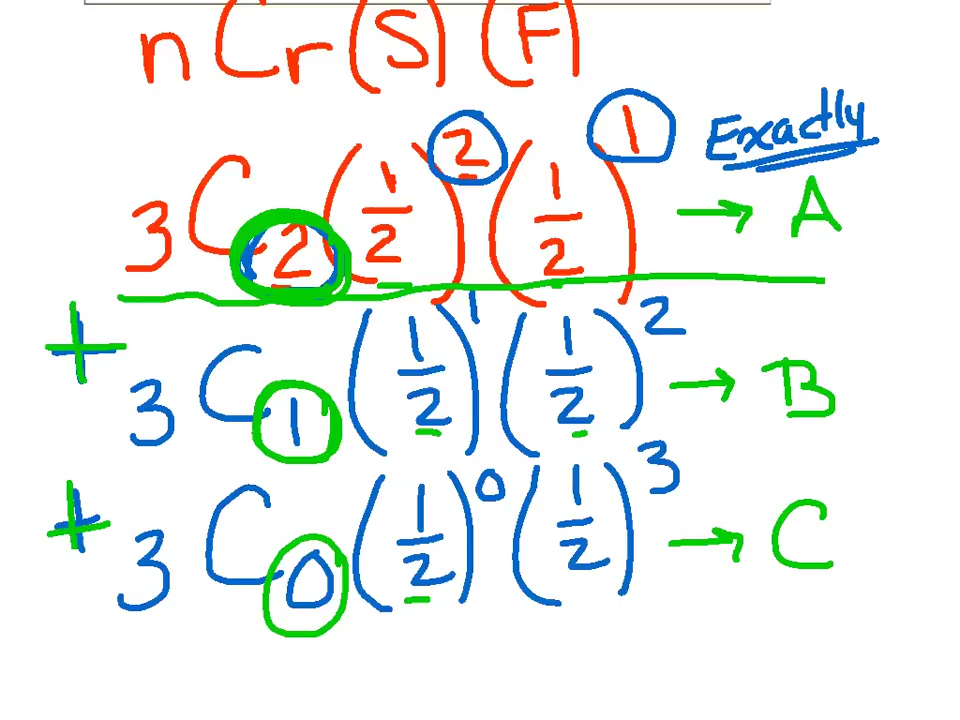 nCr(S)(F)
Exactly
3C2(1/2)^2(1/2)^1 → A
+ 3C1(1/2)^1(1/2)^2 → B
+ 3C0(1/2)^0(1/2)^3 → C